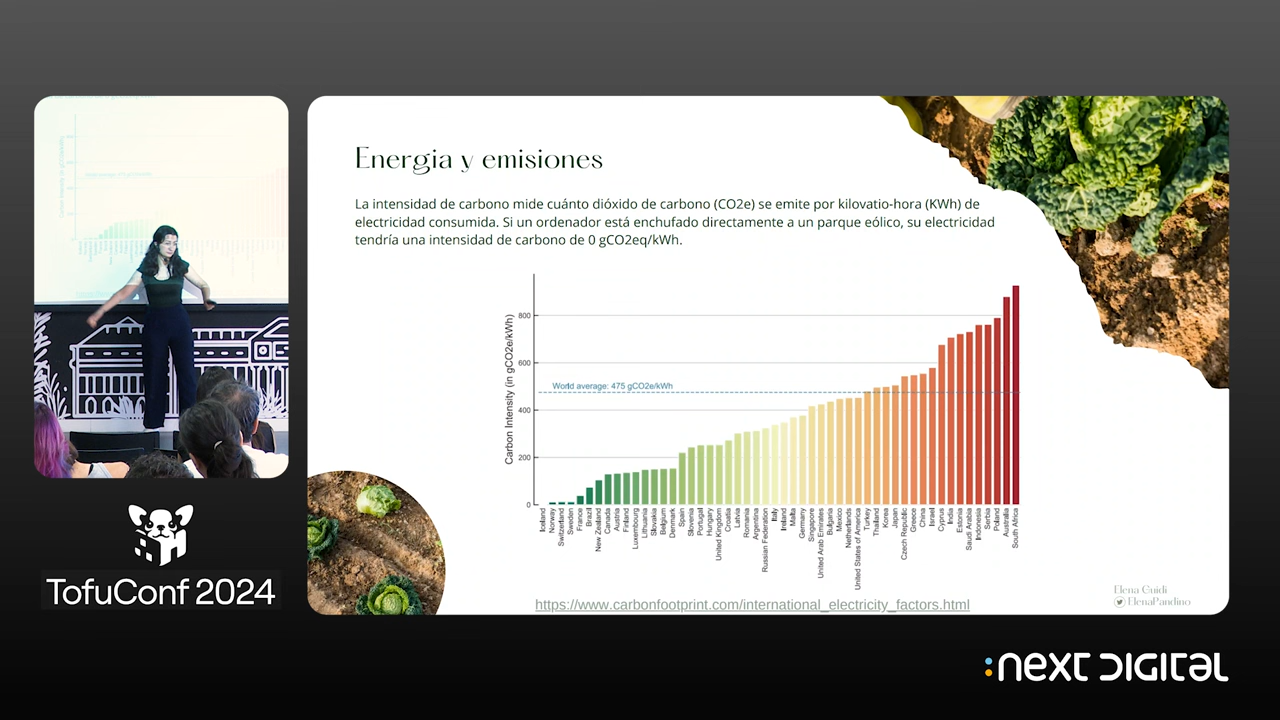 Energia y emisiones
La intensidad de carbono mide cuánto dióxido de carbono (CO2e) se emite por kilovatio-hora (KWh) de
electricidad consumida. Si un ordenador está enchufado directamente a un parque eólico, su electricidad
tendría una intensidad de carbono de 0 gCO2eq/kWh.
Carbon Intensity (in gCO2e/kWh)
800
600
World average: 475 gCO2e/kWh
400
200
0
Iceland
Norway
Switzerland
Sweden
France
Brazil
New Zealand
Canada
Austria
Finland
Luxembourg
Lithuania
Slovakia
Belgium
Denmark
Spain
Slovenia
Portugal
Hungary
United Kingdom
Croatia
Latvia
Romania
Argentina
Russian Federation
Italy
Ireland
Malta
Germany
Singapore
United Arab Emirates
Bulgaria
Mexico
Netherlands
United States of America
Turkey
Thailand
Korea
Japan
Czech Republic
Greece
China
Israel
Cyprus
India
Estonia
Saudi Arabia
Indonesia
Serbia
Poland
Australia
South Africa
https://www.carbonfootprint.com/international_electricity_factors.html
Elena Guidi
ElenaPandino
TofuConf 2024
:NEXT DIGITAL